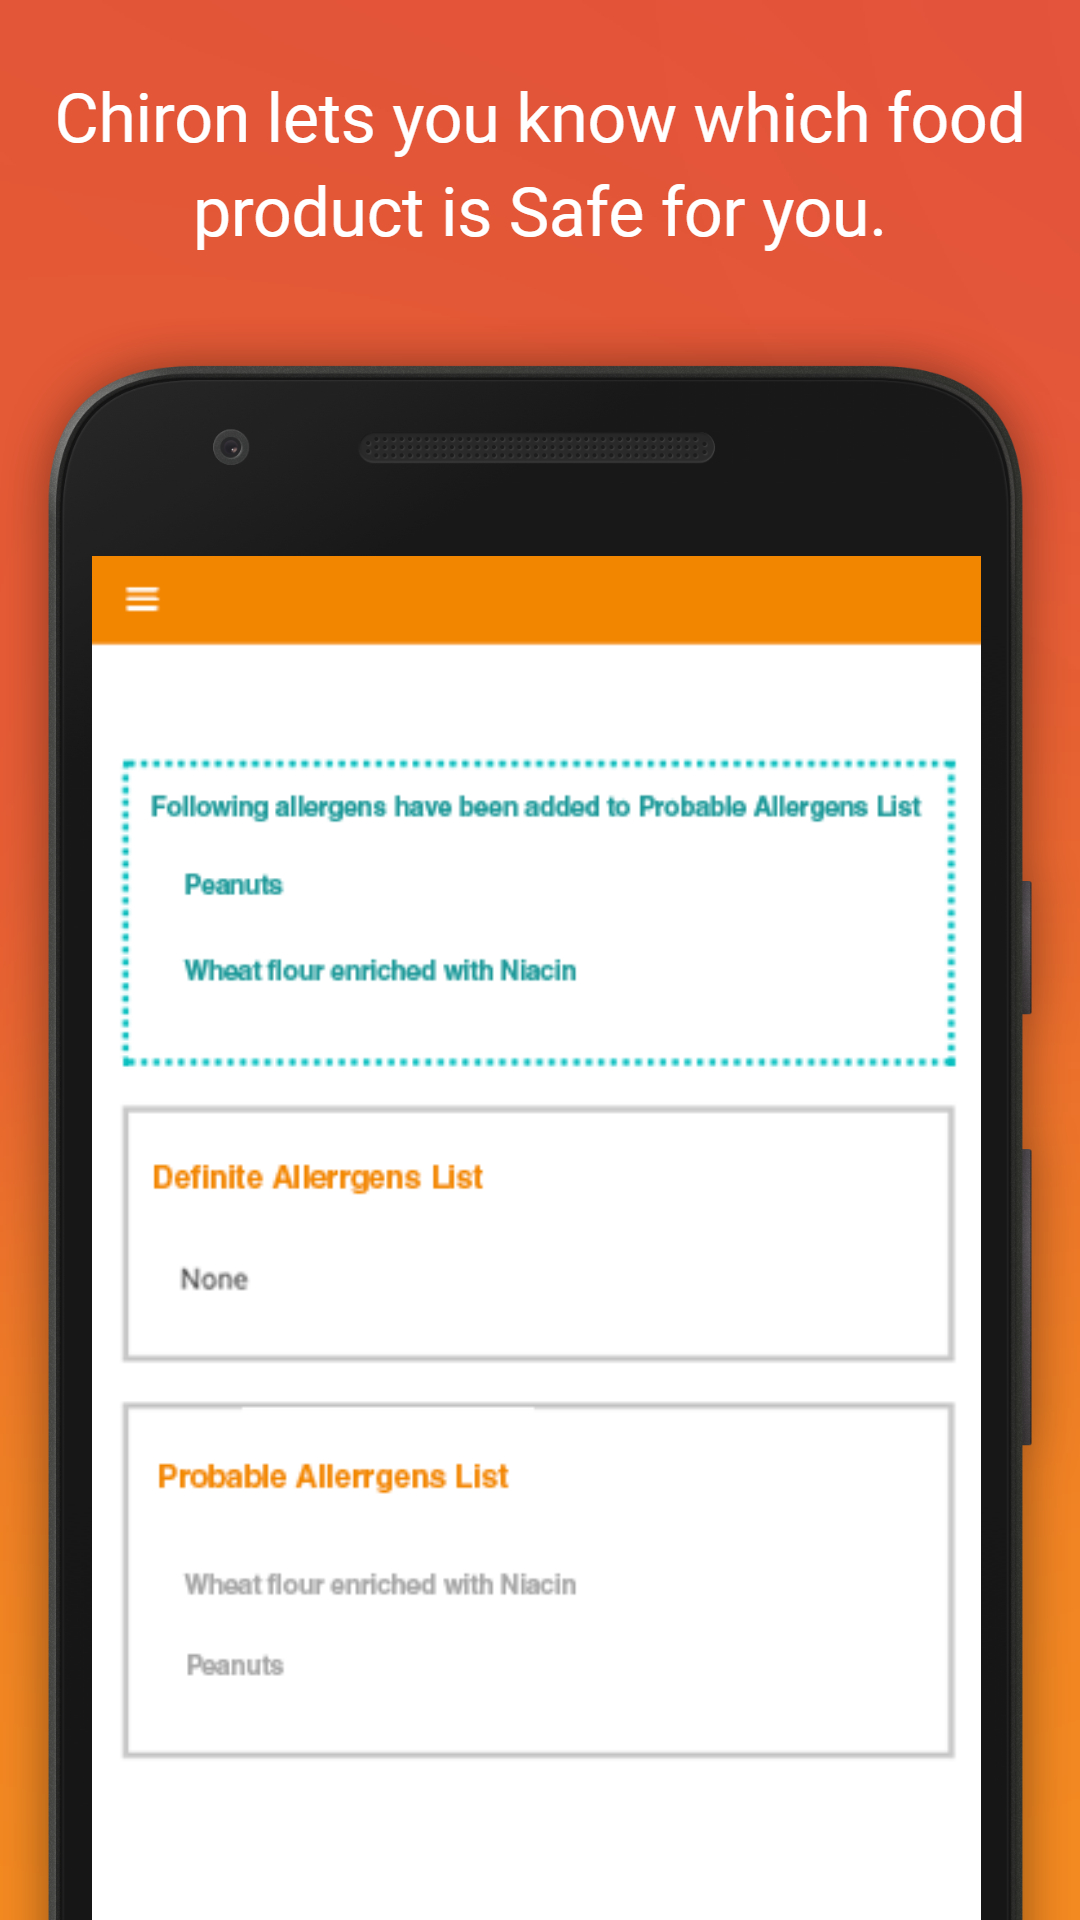 Chiron lets you know which food
product is Safe for you.
Following allergens have been added to Probable Allergens List
Peanuts
Wheat flour enriched with Niacin
Definite Allerrgens List
None
Probable Allerrgens List
Wheat flour enriched with Niacin
Peanuts